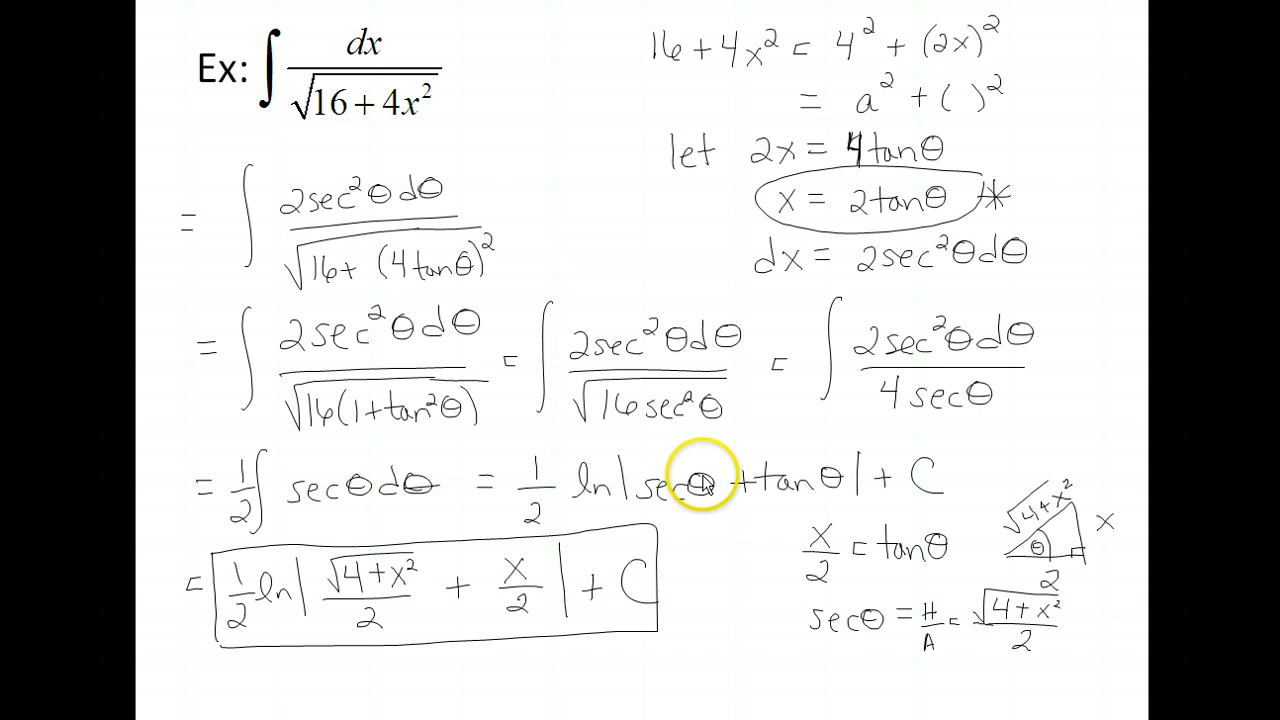 Ex: ∫ dx / √(16 + 4x²)
16 + 4x² = 4² + (2x)²
= a² + ( )²
let 2x = 4tanθ
x = 2tanθ *
dx = 2sec²θdθ
= ∫ 2sec²θdθ / √(16 + (4tanθ)²)
= ∫ 2sec²θdθ / √(16(1+tan²θ)) = ∫ 2sec²θdθ / √(16sec²θ) = ∫ 2sec²θdθ / 4secθ
= 1/2 ∫ secθdθ = 1/2 ln|secθ + tanθ| + C
x/2 = tanθ
√(4+x²) x θ 2
secθ = H/A = √(4+x²) / 2
= 1/2 ln| √(4+x²)/2 + x/2 | + C